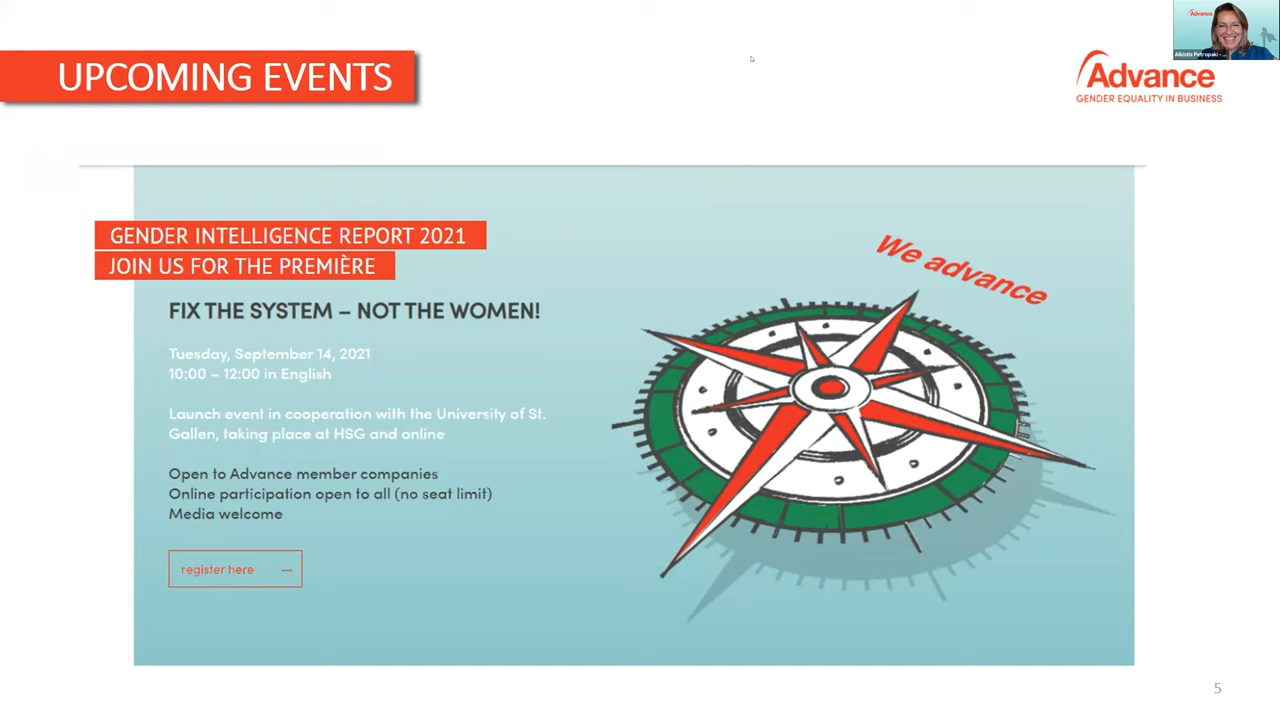 UPCOMING EVENTS
Advance
GENDER EQUALITY IN BUSINESS
Advance
Alkistis Petropaki - ...
GENDER INTELLIGENCE REPORT 2021
JOIN US FOR THE PREMIÈRE
FIX THE SYSTEM – NOT THE WOMEN!
Tuesday, September 14, 2021
10:00 – 12:00 in English
Launch event in cooperation with the University of St.
Gallen, taking place at HSG and online
Open to Advance member companies
Online participation open to all (no seat limit)
Media welcome
register here —
We advance
5